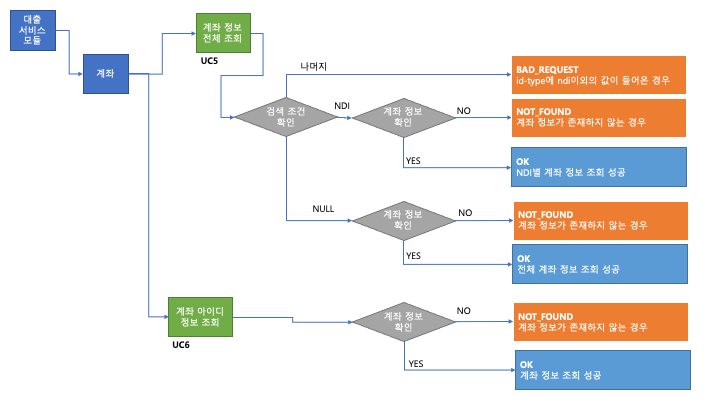 대출
서비스
모듈
계좌
계좌 정보
전체 조회
UC5
검색 조건
확인
나머지
BAD_REQUEST
id-type에 ndi이외의 값이 들어온 경우
NDI
계좌 정보
확인
NO
NOT_FOUND
계좌 정보가 존재하지 않는 경우
YES
OK
NDI별 계좌 정보 조회 성공
NULL
계좌 정보
확인
NO
NOT_FOUND
계좌 정보가 존재하지 않는 경우
YES
OK
전체 계좌 정보 조회 성공
계좌 아이디
정보 조회
UC6
계좌 정보
확인
NO
NOT_FOUND
계좌 정보가 존재하지 않는 경우
YES
OK
계좌 정보 조회 성공